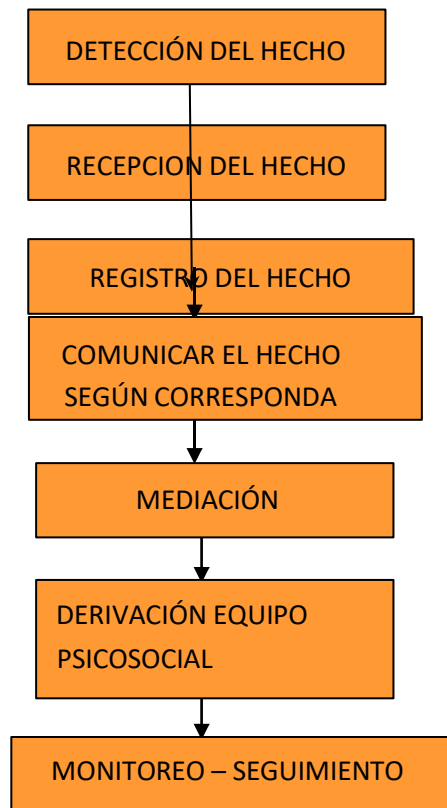 DETECCIÓN DEL HECHO
RECEPCION DEL HECHO
REGISTRO DEL HECHO
COMUNICAR EL HECHO
SEGÚN CORRESPONDA
MEDIACIÓN
DERIVACIÓN EQUIPO
PSICOSOCIAL
MONITOREO – SEGUIMIENTO